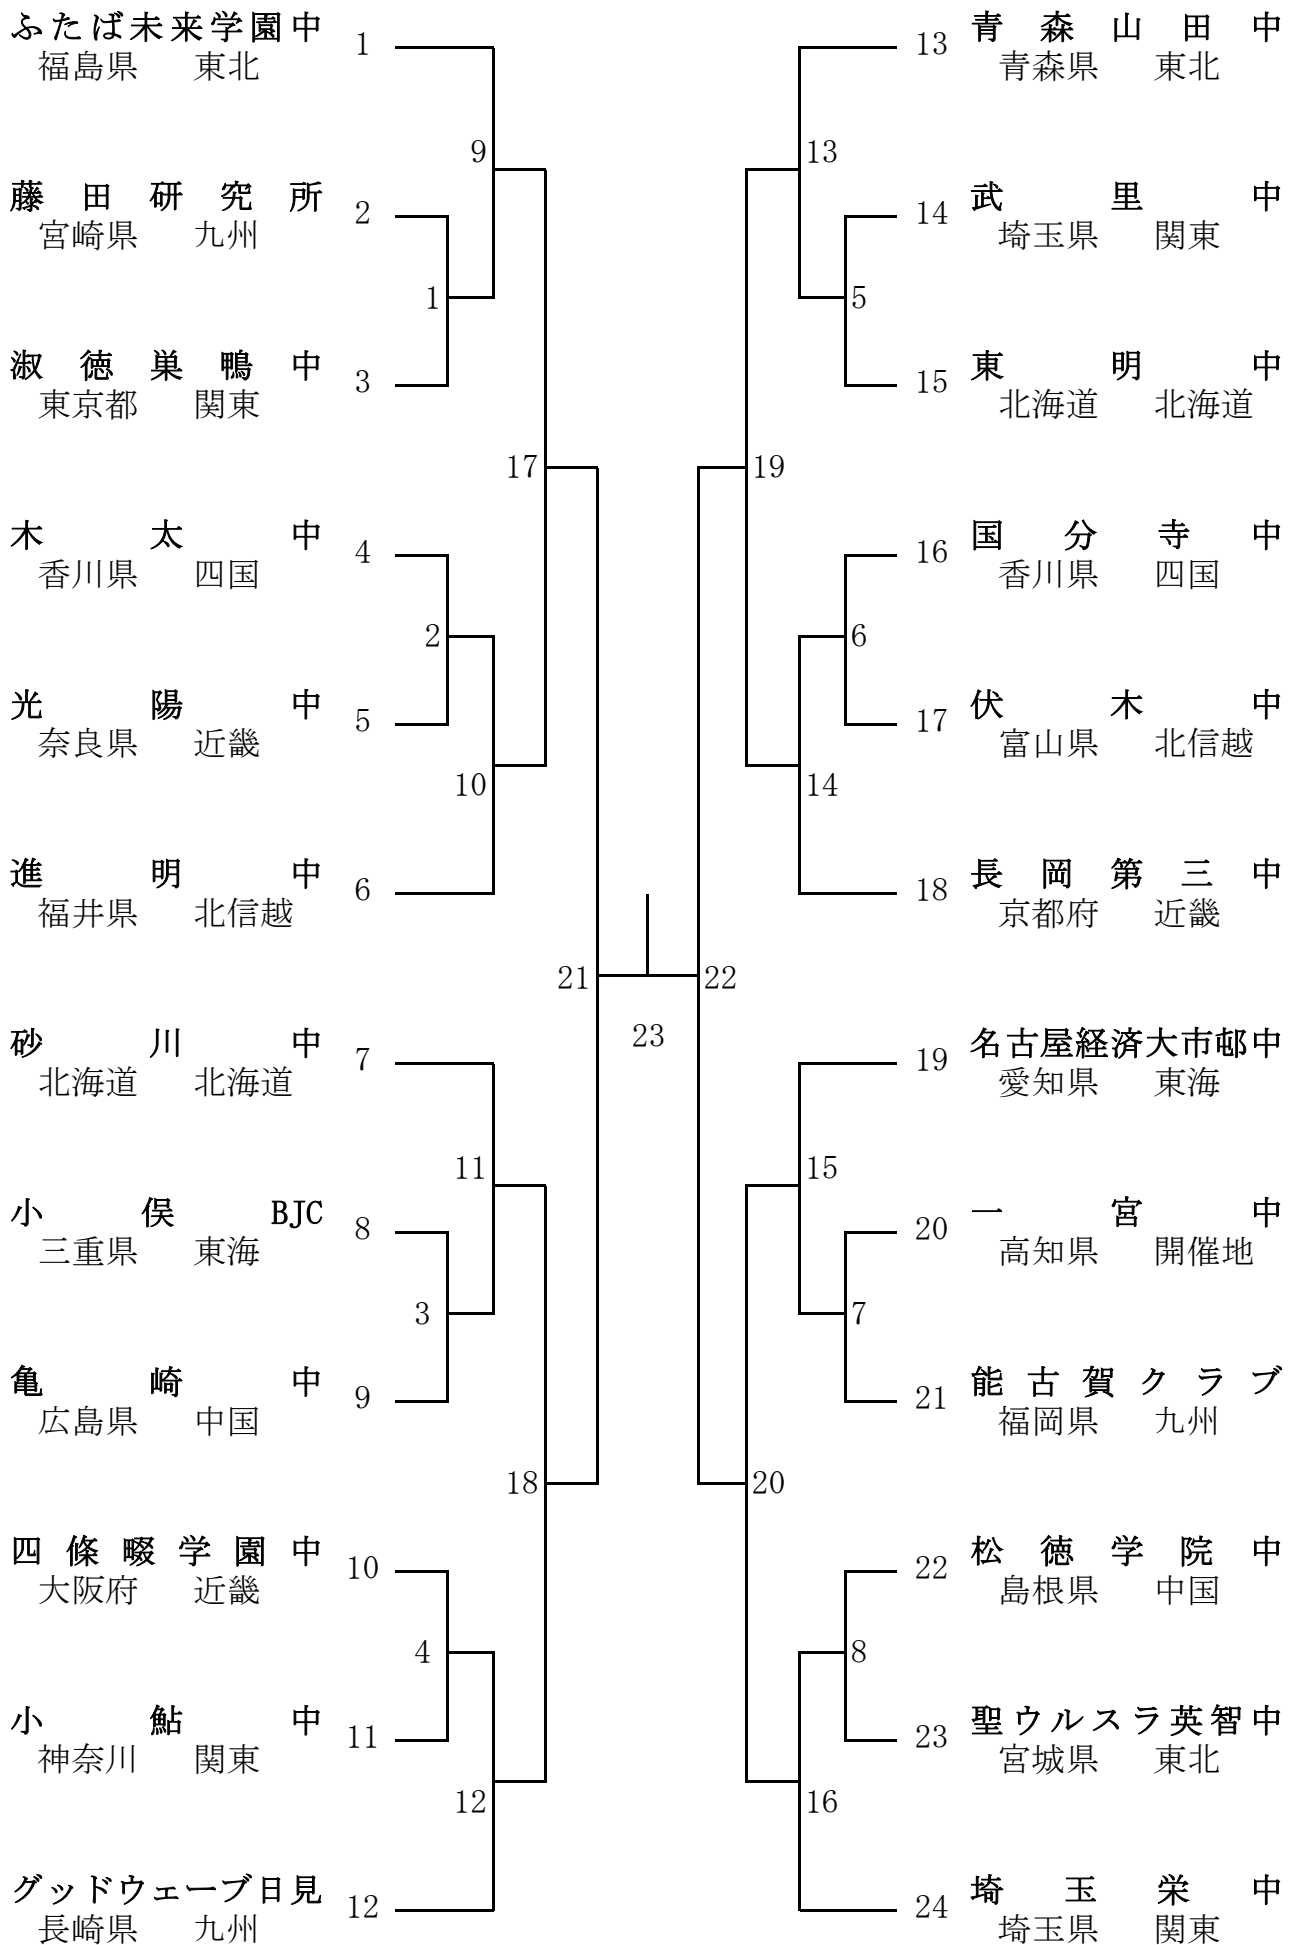 ふたば未来学園中 1
福島県 東北
9
藤田研究所 2
宮崎県 九州
1
淑徳巣鴨中 3
東京都 関東
17
木太中 4
香川県 四国
2
光陽中 5
奈良県 近畿
10
進明中 6
福井県 北信越
21
砂川中 7
北海道 北海道
11
小俣BJC 8
三重県 東海
3
亀崎中 9
広島県 中国
18
四條畷学園中 10
大阪府 近畿
4
小鮎中 11
神奈川 関東
12
グッドウェーブ日見 12
長崎県 九州
23
13 青森山田中
青森県 東北
13
14 武里中
埼玉県 関東
5
15 東明中
北海道 北海道
19
16 国分寺中
香川県 四国
6
17 伏木中
富山県 北信越
14
18 長岡第三中
京都府 近畿
22
19 名古屋経済大市邨中
愛知県 東海
15
20 一宮中
高知県 開催地
7
21 能古賀クラブ
福岡県 九州
20
22 松徳学院中
島根県 中国
8
23 聖ウルスラ英智中
宮城県 東北
16
24 埼玉栄中
埼玉県 関東